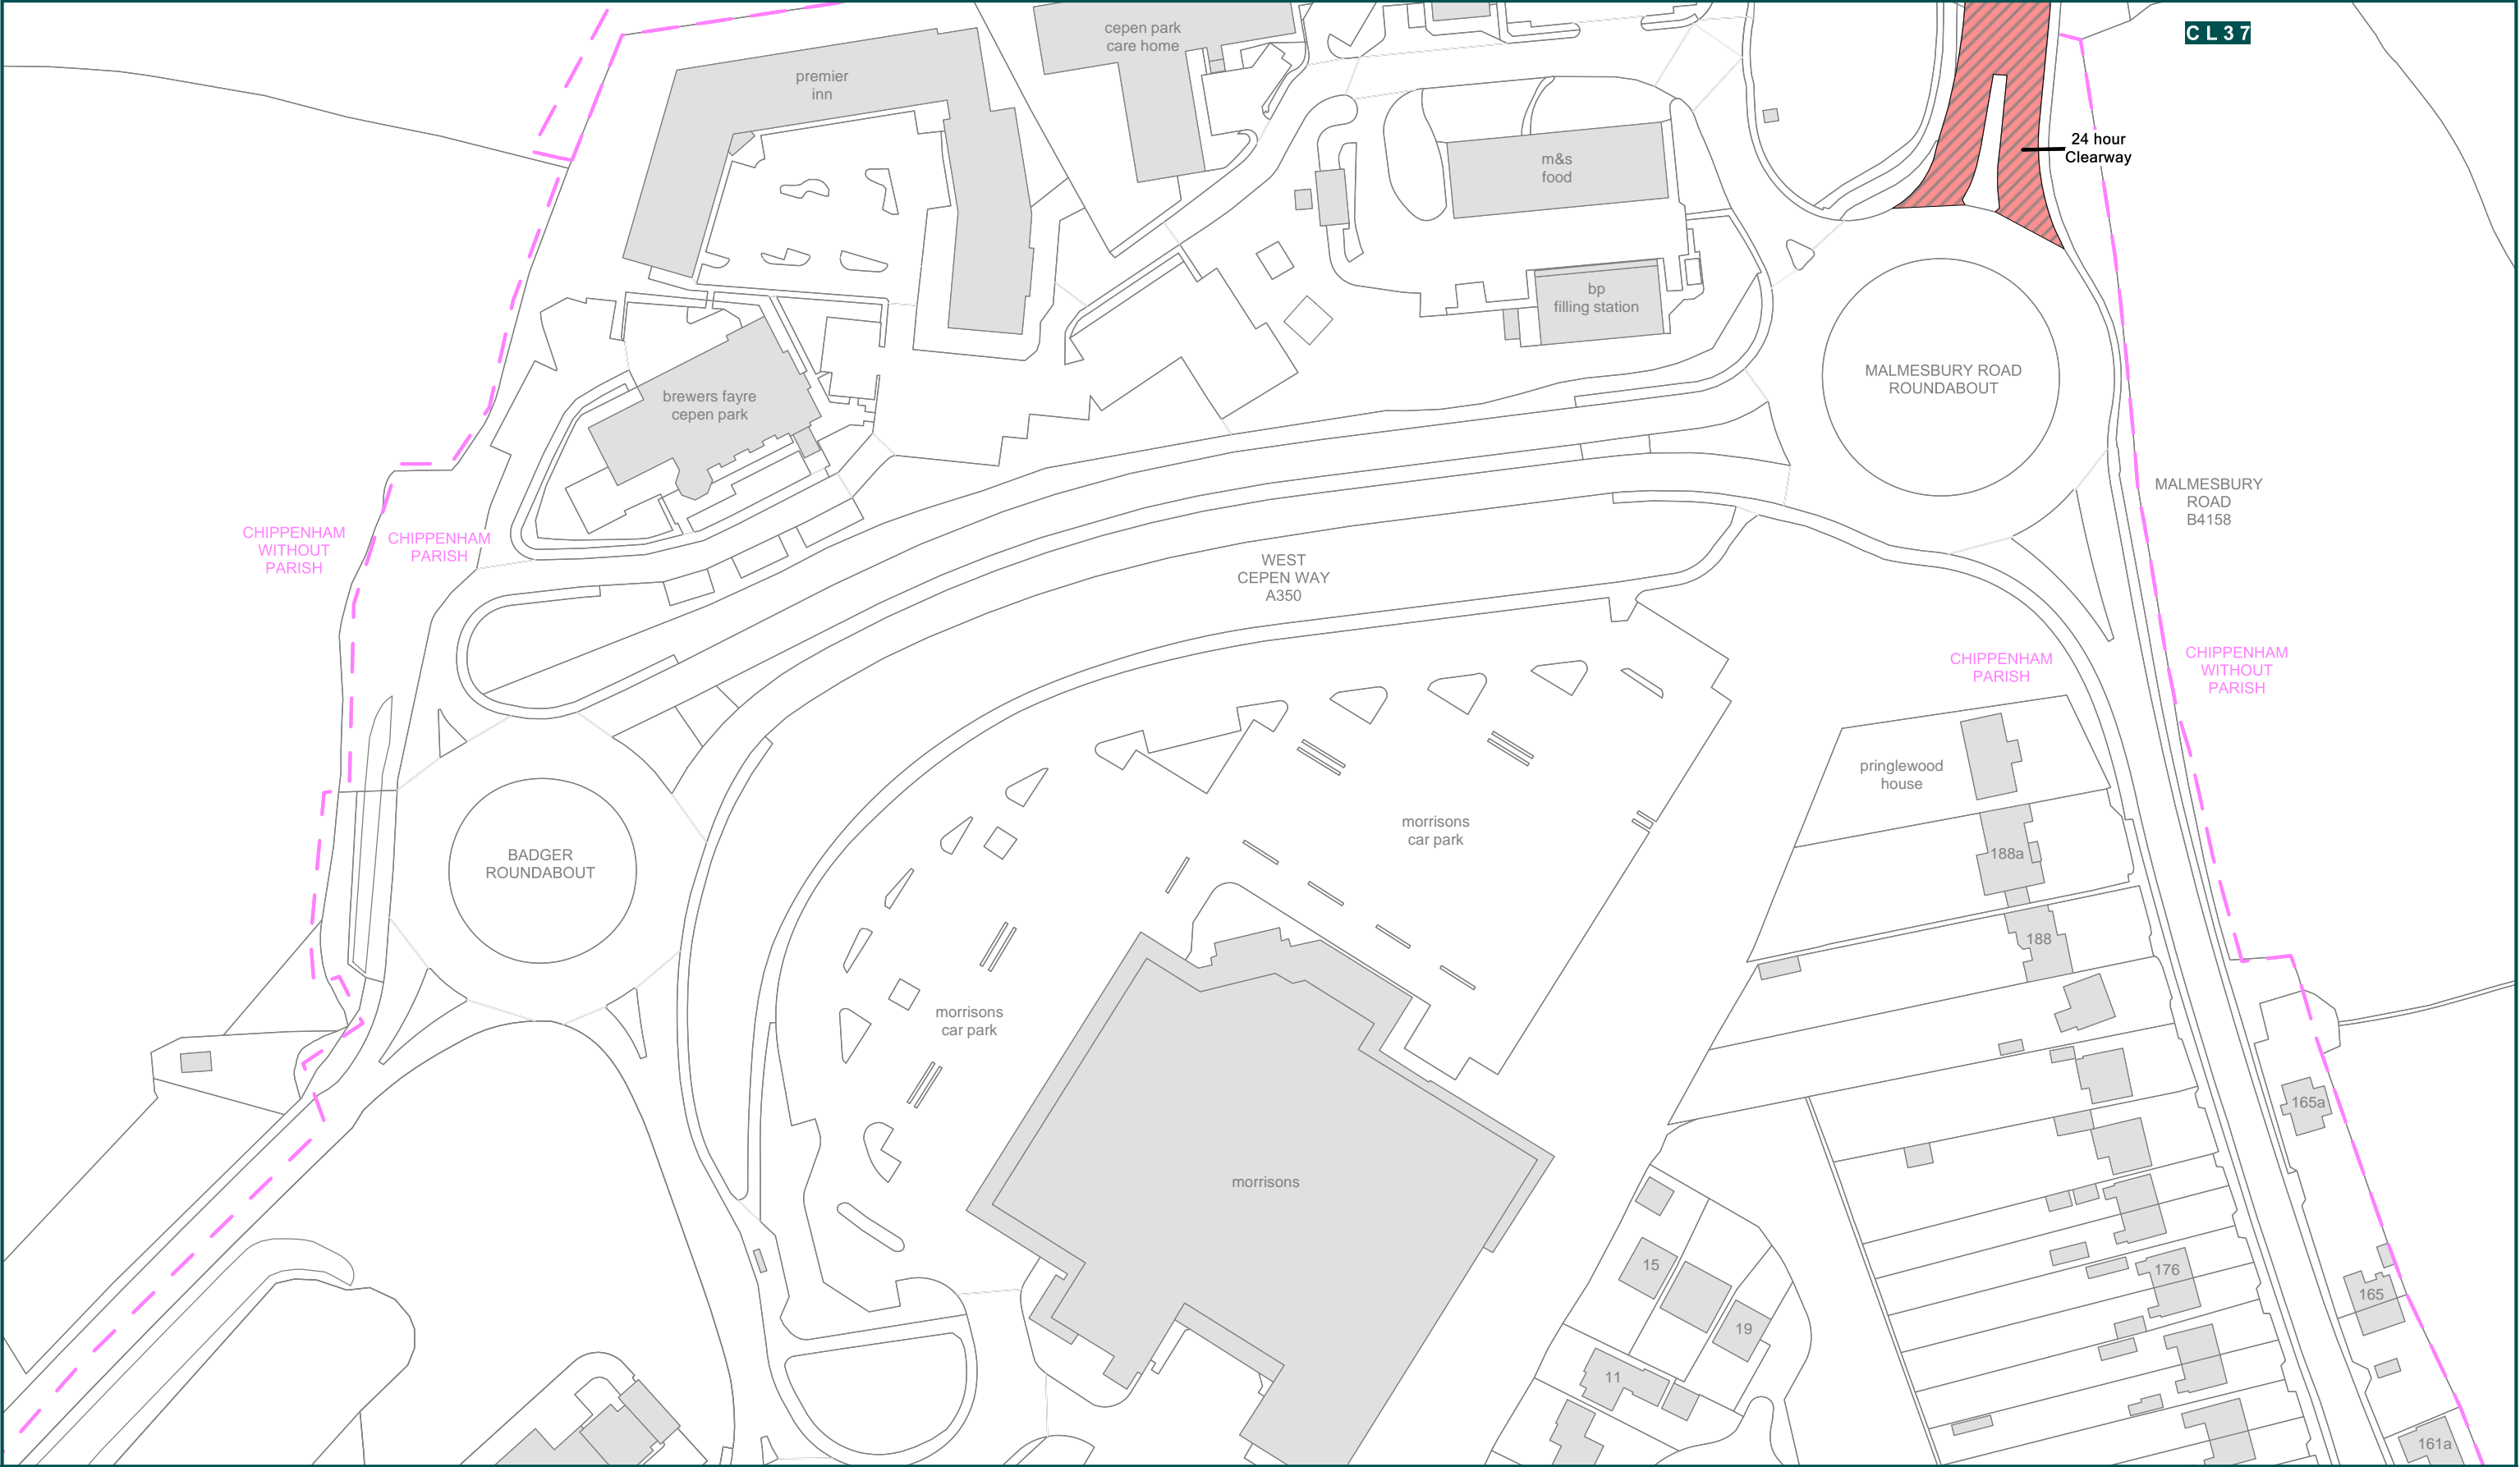 cepen park
care home
CL37
premier
inn
24 hour
Clearway
m&s
food
bp
filling station
MALMESBURY ROAD
ROUNDABOUT
brewers fayre
cepen park
MALMESBURY
ROAD
B4158
CHIPPENHAM
WITHOUT
PARISH
CHIPPENHAM
PARISH
WEST
CEPEN WAY
A350
CHIPPENHAM
PARISH
CHIPPENHAM
WITHOUT
PARISH
pringlewood
house
morrisons
car park
BADGER
ROUNDABOUT
188a
188
morrisons
car park
165a
morrisons
15
176
165
19
11
161a